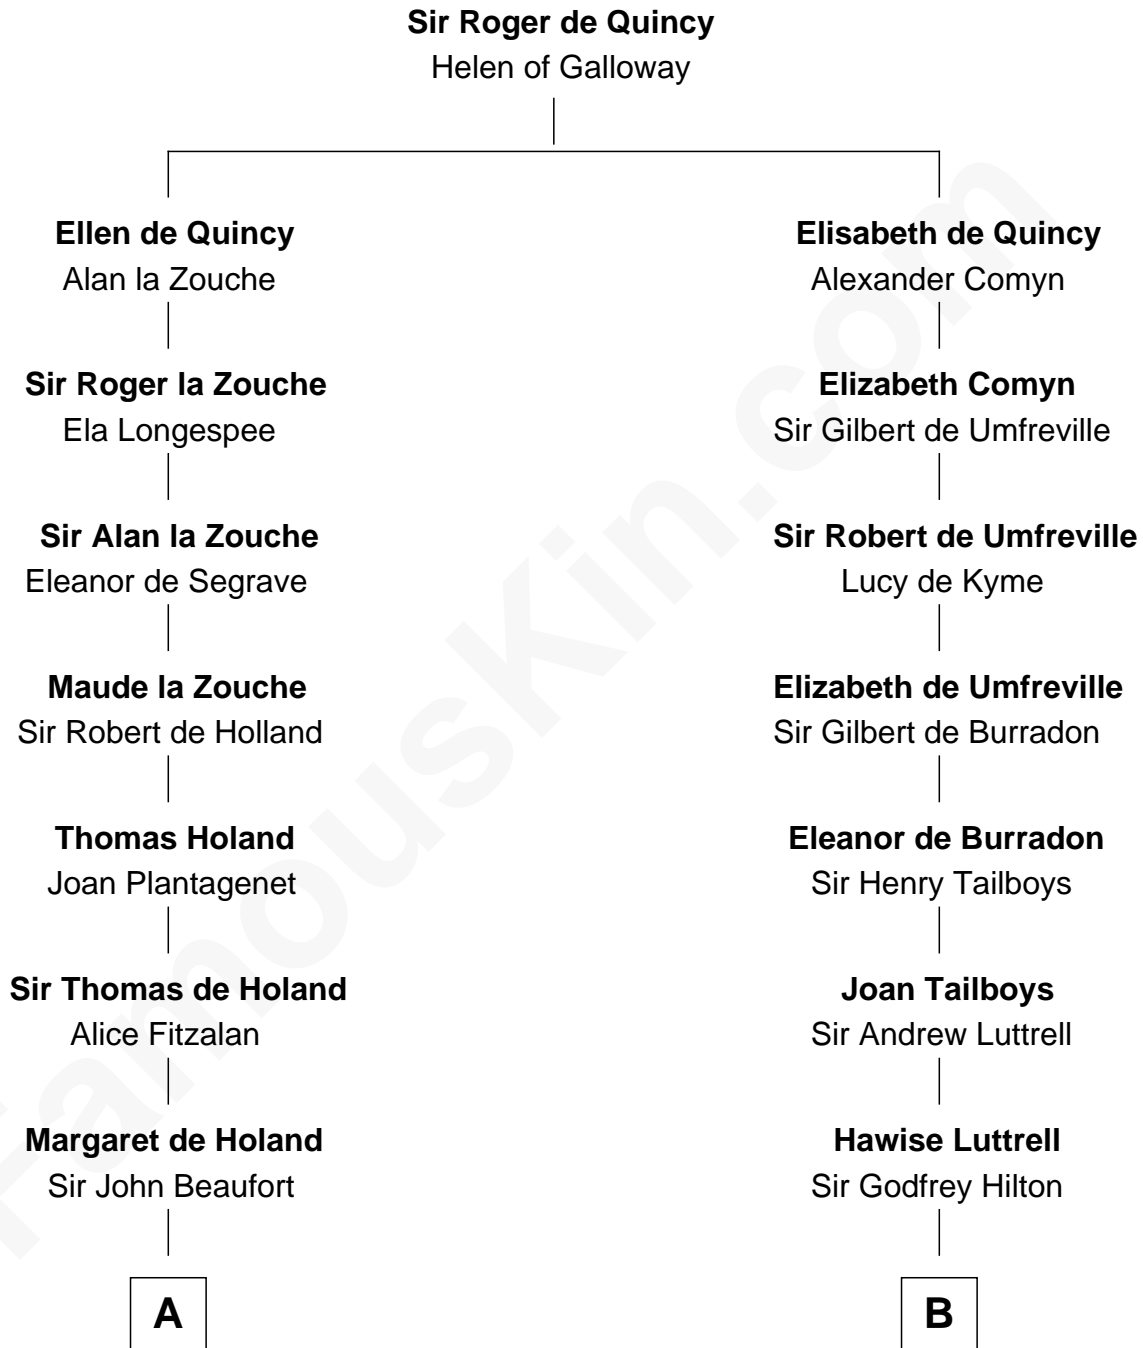 Sir Roger de Quincy
Helen of Galloway
Ellen de Quincy
Alan la Zouche
Elisabeth de Quincy
Alexander Comyn
Sir Roger la Zouche
Ela Longespee
Elizabeth Comyn
Sir Gilbert de Umfreville
Sir Alan la Zouche
Eleanor de Segrave
Sir Robert de Umfreville
Lucy de Kyme
Maude la Zouche
Sir Robert de Holland
Elizabeth de Umfreville
Sir Gilbert de Burradon
Thomas Holand
Joan Plantagenet
Eleanor de Burradon
Sir Henry Tailboys
Sir Thomas de Holand
Alice Fitzalan
Joan Tailboys
Sir Andrew Luttrell
Margaret de Holand
Sir John Beaufort
Hawise Luttrell
Sir Godfrey Hilton
A
B
FamousKin.com